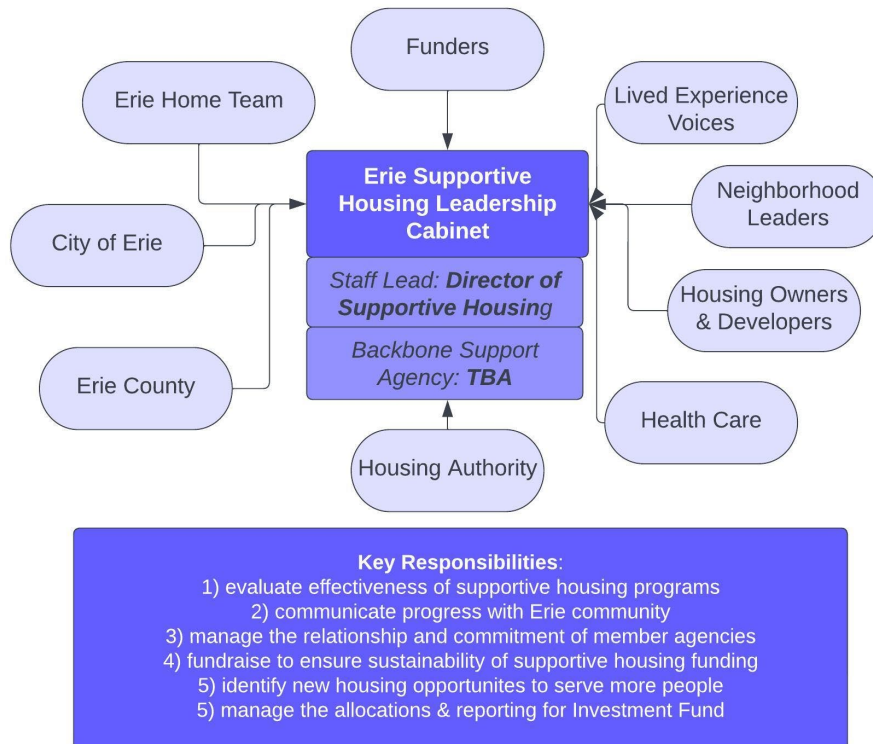 Funders
Erie Home Team
Lived Experience
Voices
Erie Supportive
Housing Leadership
Cabinet
Neighborhood
Leaders
City of Erie
Staff Lead: Director of
Supportive Housing
Housing Owners
& Developers
Backbone Support
Agency: TBA
Erie County
Health Care
Housing Authority
Key Responsibilities:
1) evaluate effectiveness of supportive housing programs
2) communicate progress with Erie community
3) manage the relationship and commitment of member agencies
4) fundraise to ensure sustainability of supportive housing funding
5) identify new housing opportunites to serve more people
5) manage the allocations & reporting for Investment Fund